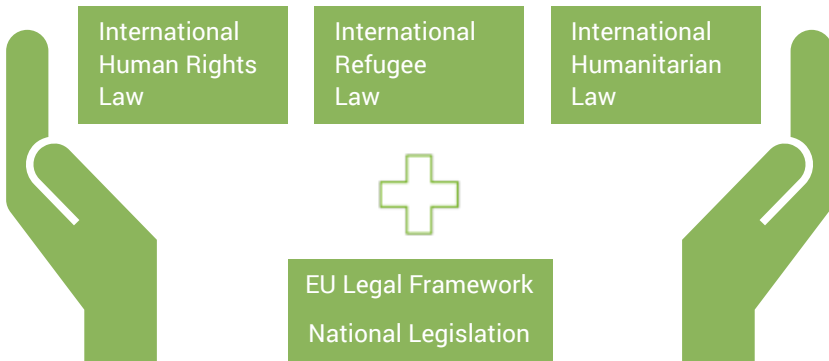 International
Human Rights
Law
International
Refugee
Law
International
Humanitarian
Law
EU Legal Framework
National Legislation